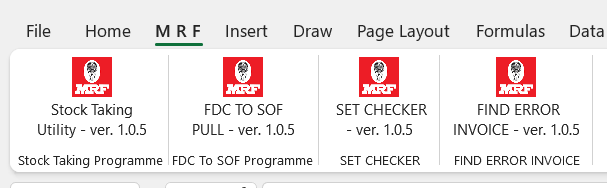 File Home M R F Insert Draw Page Layout Formulas Data
MRF MRF MRF MRF
Stock Taking FDC TO SOF SET CHECKER FIND ERROR
Utility - ver. 1.0.5 PULL - ver. 1.0.5 - ver. 1.0.5 INVOICE - ver. 1.0.5
Stock Taking Programme FDC To SOF Programme SET CHECKER FIND ERROR INVOICE